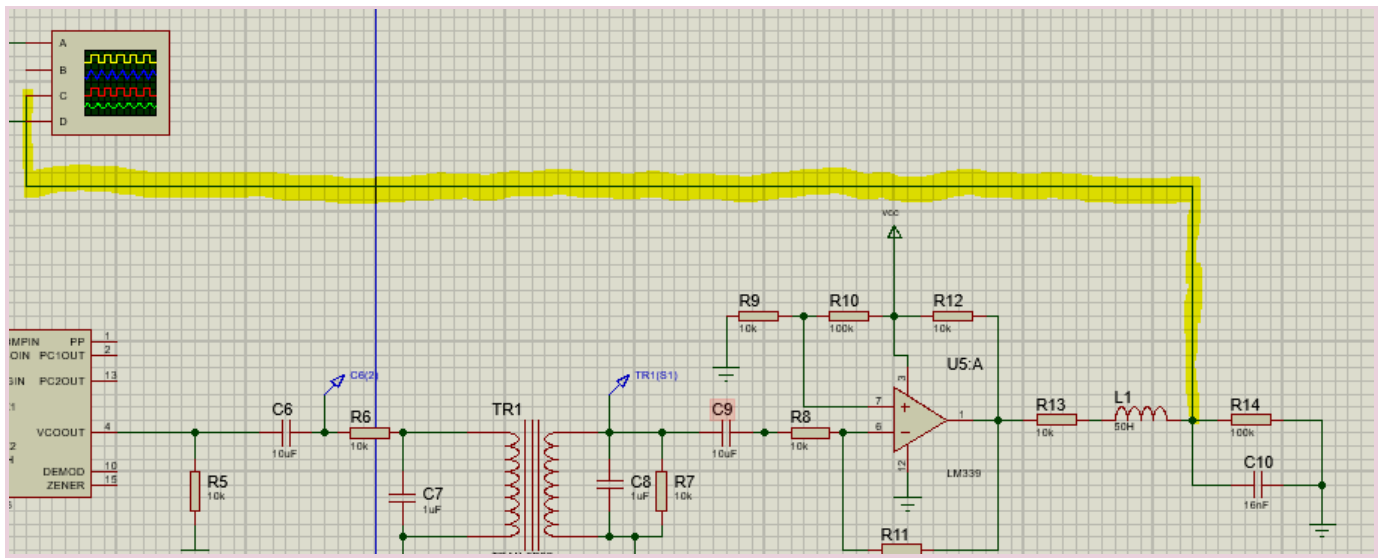 A
B
C
D
VCC
R9
10k
R10
100k
R12
10k
U5:A
3
7
6
1
12
LM339
IMPIN
PP
1
PC1OUT
2
PC2OUT
13
VCOOUT
4
DEMOD
10
ZENER
15
C6(2)
TR1(S1)
C6
10uF
R6
10k
R5
10k
C7
1uF
TR1
C8
1uF
R7
10k
C9
10uF
R8
10k
R11
R13
10k
L1
50H
R14
100k
C10
16nF